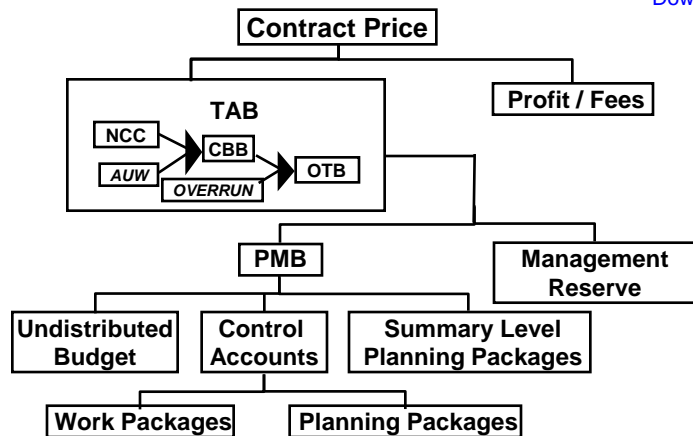 Dow
Contract Price
TAB
Profit / Fees
NCC
CBB
AUW
OTB
OVERRUN
PMB
Management
Reserve
Undistributed
Budget
Control
Accounts
Summary Level
Planning Packages
Work Packages
Planning Packages